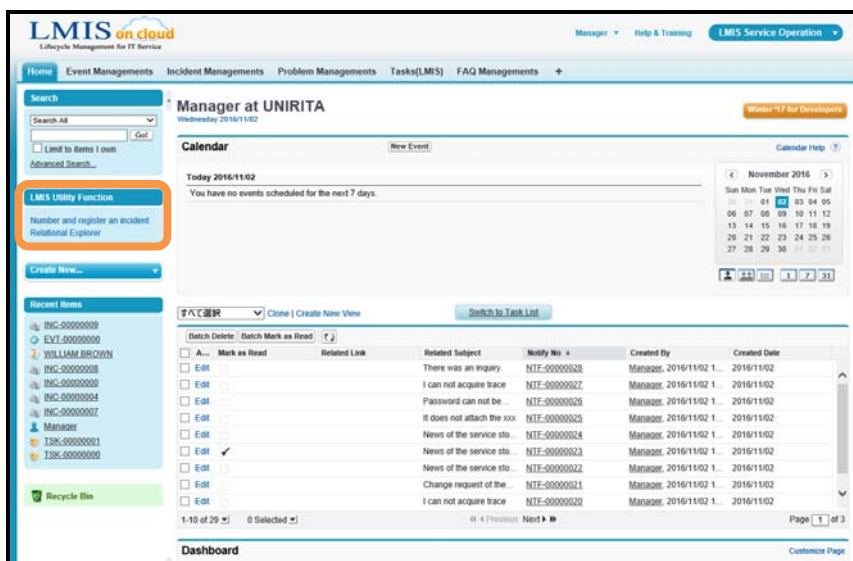 LMIS on cloud
Lifecycle Management for IT Service
Manager Help & Training LMIS Service Operation
Home Event Managements Incident Managements Problem Managements Tasks(LMIS) FAQ Managements +
Search
Search All
Go!
Limit to items I own
Advanced Search...
LMIS Utility Function
Number and register an incident
Relational Explorer
Create New...
Recent Items
INC-00000009
EVT-00000000
WILLIAM BROWN
INC-00000008
INC-00000000
INC-00000004
INC-00000007
Manager
TSK-00000001
TSK-00000000
Recycle Bin
Manager at UNIRITA
Wednesday 2016/11/02
Winter '17 for Developers
Calendar New Event Calendar Help ?
Today 2016/11/02
You have no events scheduled for the next 7 days.
November 2016
Sun Mon Tue Wed Thu Fri Sat
30 31 01 02 03 04 05
06 07 08 09 10 11 12
13 14 15 16 17 18 19
20 21 22 23 24 25 26
27 28 29 30 01 02 03
1 7 31
すべて選択 Clone | Create New View Switch to Task List
Batch Delete Batch Mark as Read
A... Mark as Read Related Link Related Subject Notify No Created By Created Date
Edit There was an inquiry. NTF-00000028 Manager, 2016/11/02 1... 2016/11/02
Edit I can not acquire trace NTF-00000027 Manager, 2016/11/02 1... 2016/11/02
Edit Password can not be... NTF-00000026 Manager, 2016/11/02 1... 2016/11/02
Edit It does not attach the xxx NTF-00000025 Manager, 2016/11/02 1... 2016/11/02
Edit News of the service sto... NTF-00000024 Manager, 2016/11/02 1... 2016/11/02
Edit ✓ News of the service sto... NTF-00000023 Manager, 2016/11/02 1... 2016/11/02
Edit News of the service sto... NTF-00000022 Manager, 2016/11/02 1... 2016/11/02
Edit Change request of the... NTF-00000021 Manager, 2016/11/02 1... 2016/11/02
Edit I can not acquire trace NTF-00000020 Manager, 2016/11/02 1... 2016/11/02
1-10 of 29 0 Selected Previous Next Page 1 of 3
Dashboard Customize Page